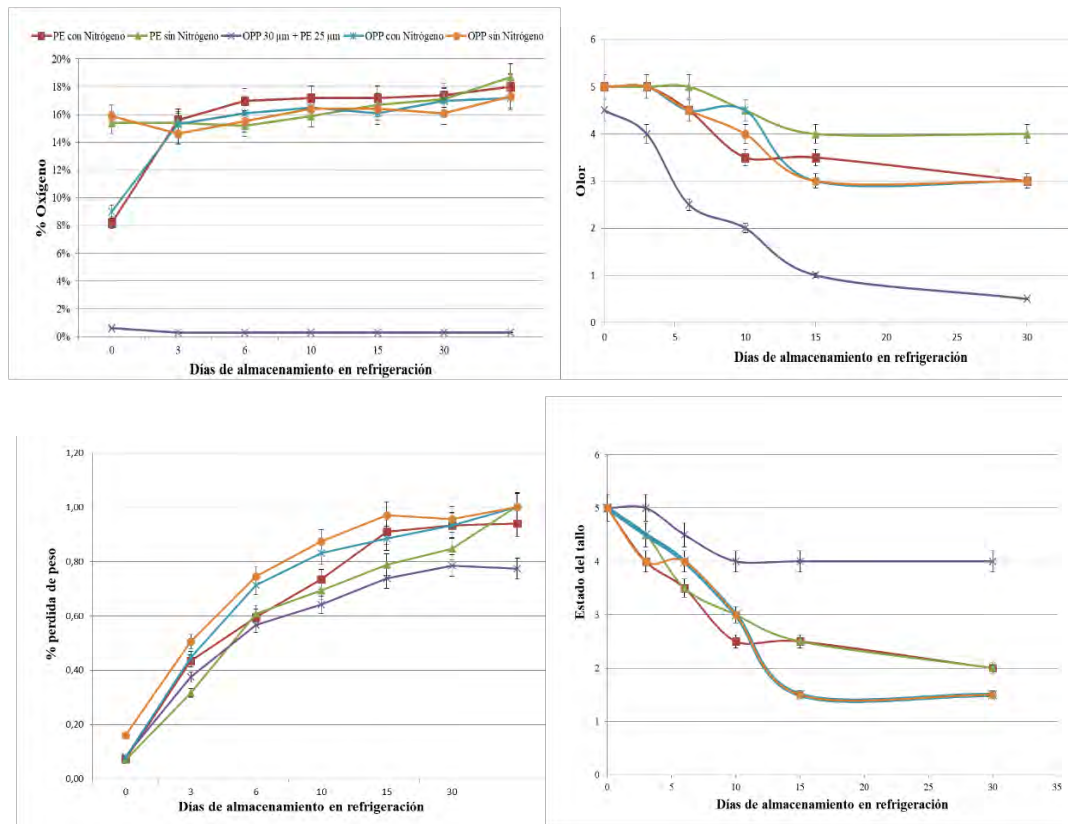 PE con Nitrógeno PE sin Nitrógeno OPP 30 µm + PE 25 µm OPP con Nitrógeno OPP sin Nitrógeno
20%
18%
16%
14%
12%
10%
8%
6%
4%
2%
0%
% Oxígeno
0 3 6 10 15 30
Días de almacenamiento en refrigeración
6
5
4
3
2
1
0
Olor
0 5 10 15 20 25 30
Días de almacenamiento en refrigeración
1,20
1,00
0,80
0,60
0,40
0,20
0,00
% perdida de peso
0 3 6 10 15 30
Días de almacenamiento en refrigeración
6
5
4
3
2
1
0
Estado del tallo
0 5 10 15 20 25 30 35
Días de almacenamiento en refrigeración